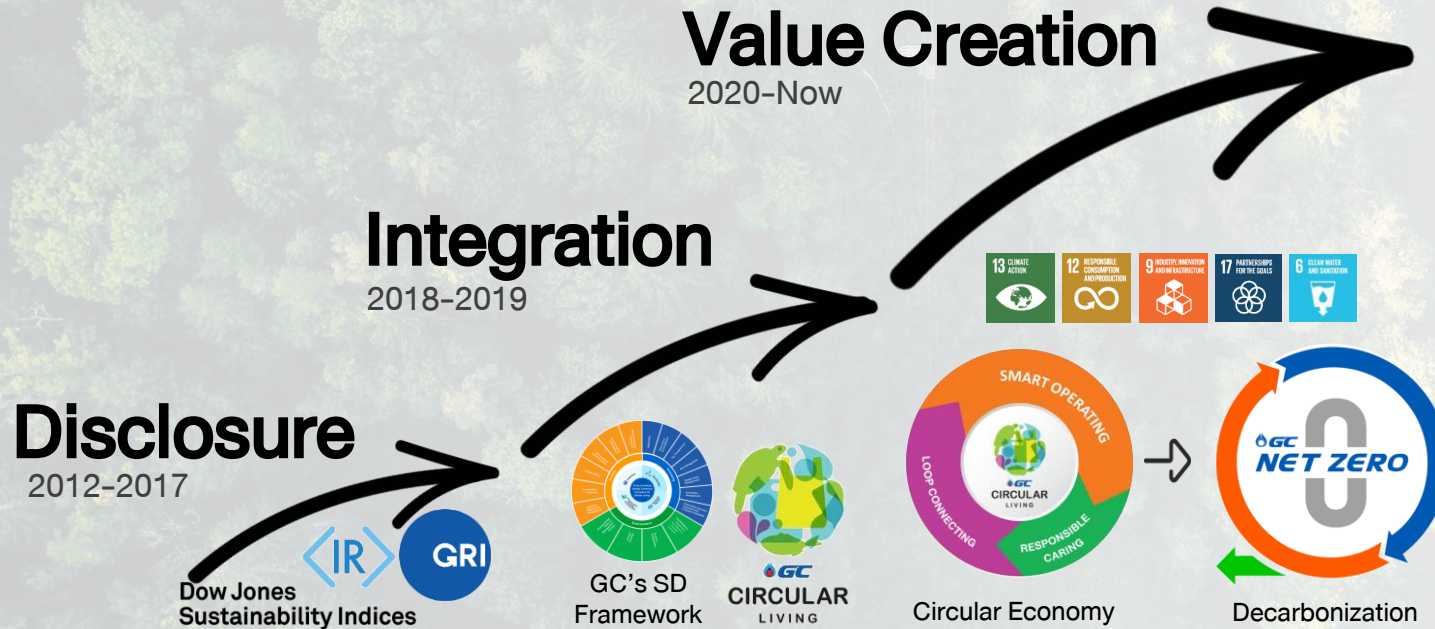 Value Creation
2020-Now
Integration
2018-2019
13 CLIMATE
ACTION
12 RESPONSIBLE
CONSUMPTION
AND PRODUCTION
9 INDUSTRY, INNOVATION
AND INFRASTRUCTURE
17 PARTNERSHIPS
FOR THE GOALS
6 CLEAN WATER
AND SANITATION
Disclosure
2012-2017
IR
GRI
Dow Jones
Sustainability Indices
GC's SD
Framework
GC
CIRCULAR
LIVING
SMART OPERATING
LOOP CONNECTING
RESPONSIBLE
CARING
GC
CIRCULAR
LIVING
Circular Economy
GC
NET ZERO
Decarbonization